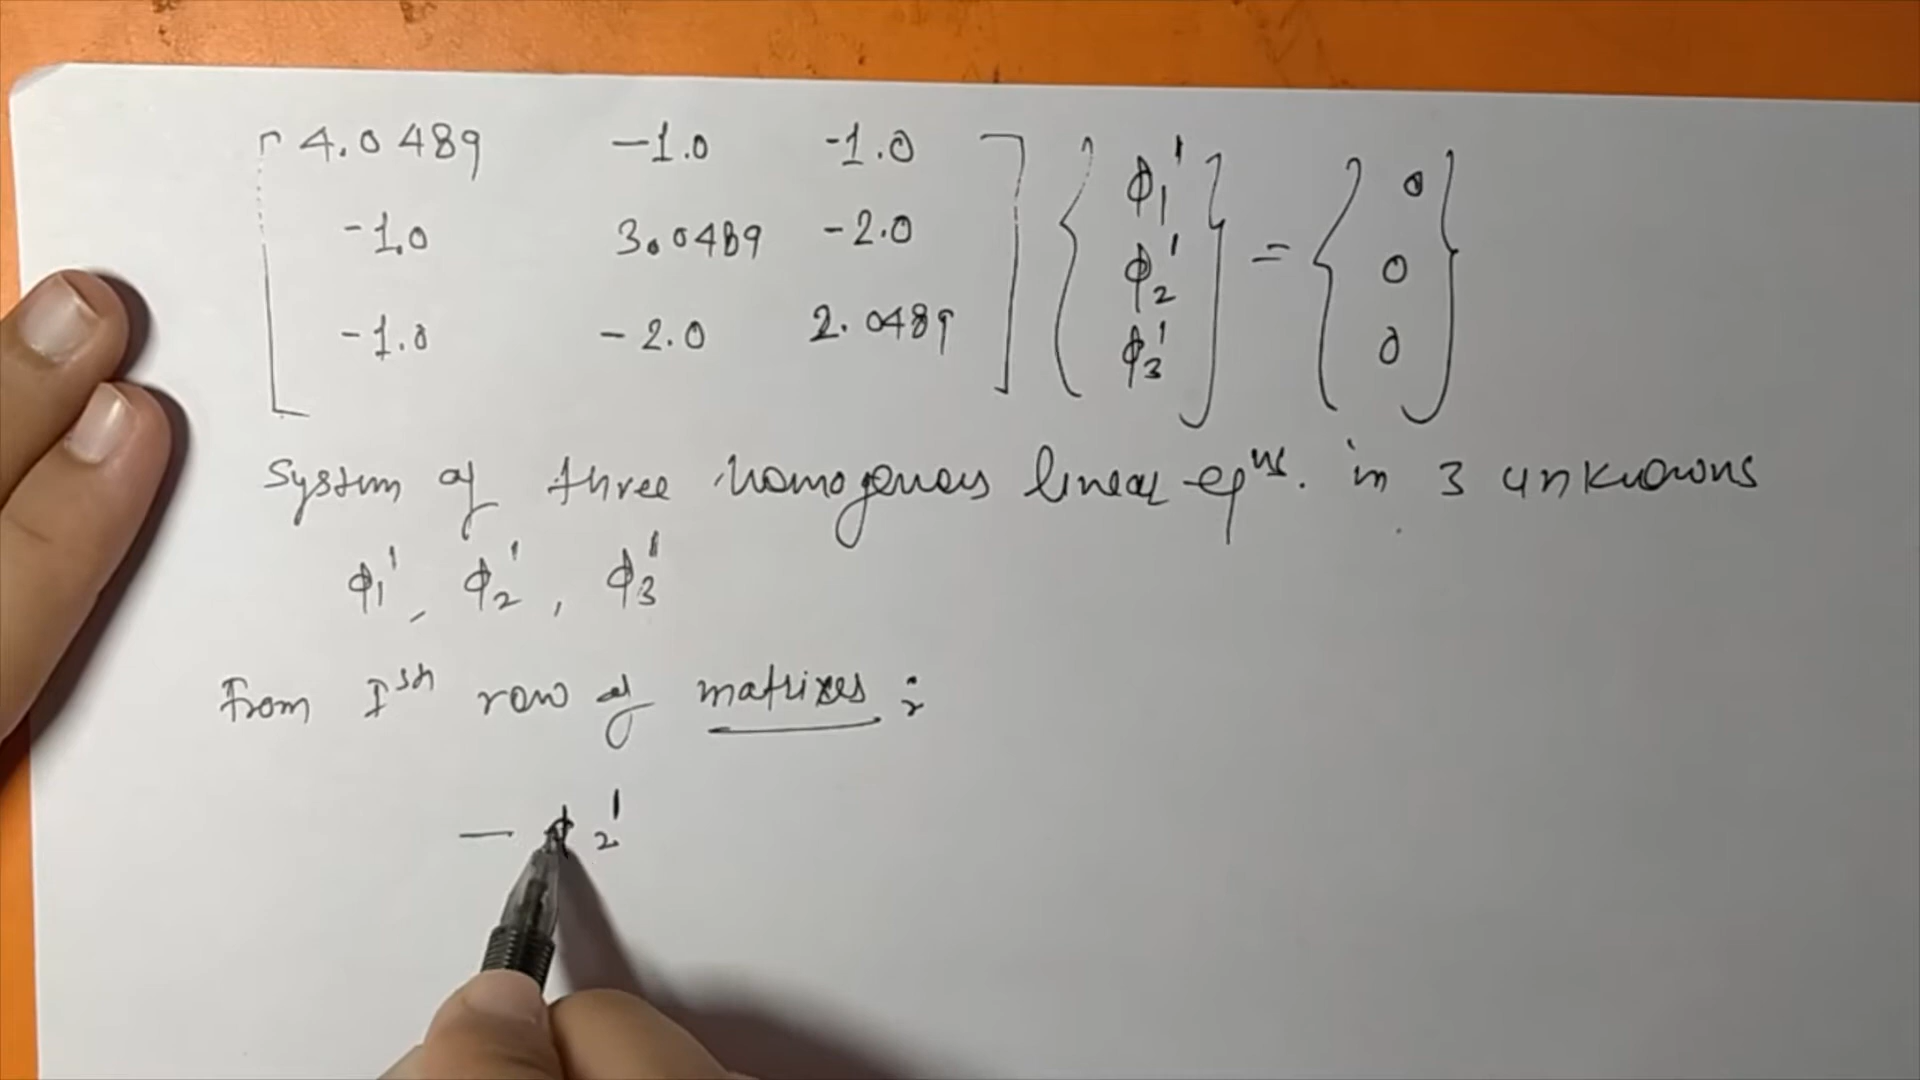 4.0489 -1.0 -1.0 ϕ₁' 0
-1.0 3.0489 -2.0 ϕ₂' = 0
-1.0 -2.0 2.0489 ϕ₃' 0
System of three homogenous linear eqns. in 3 unknowns
ϕ₁', ϕ₂', ϕ₃'
From Ist row of matrixes :
— ϕ₂'